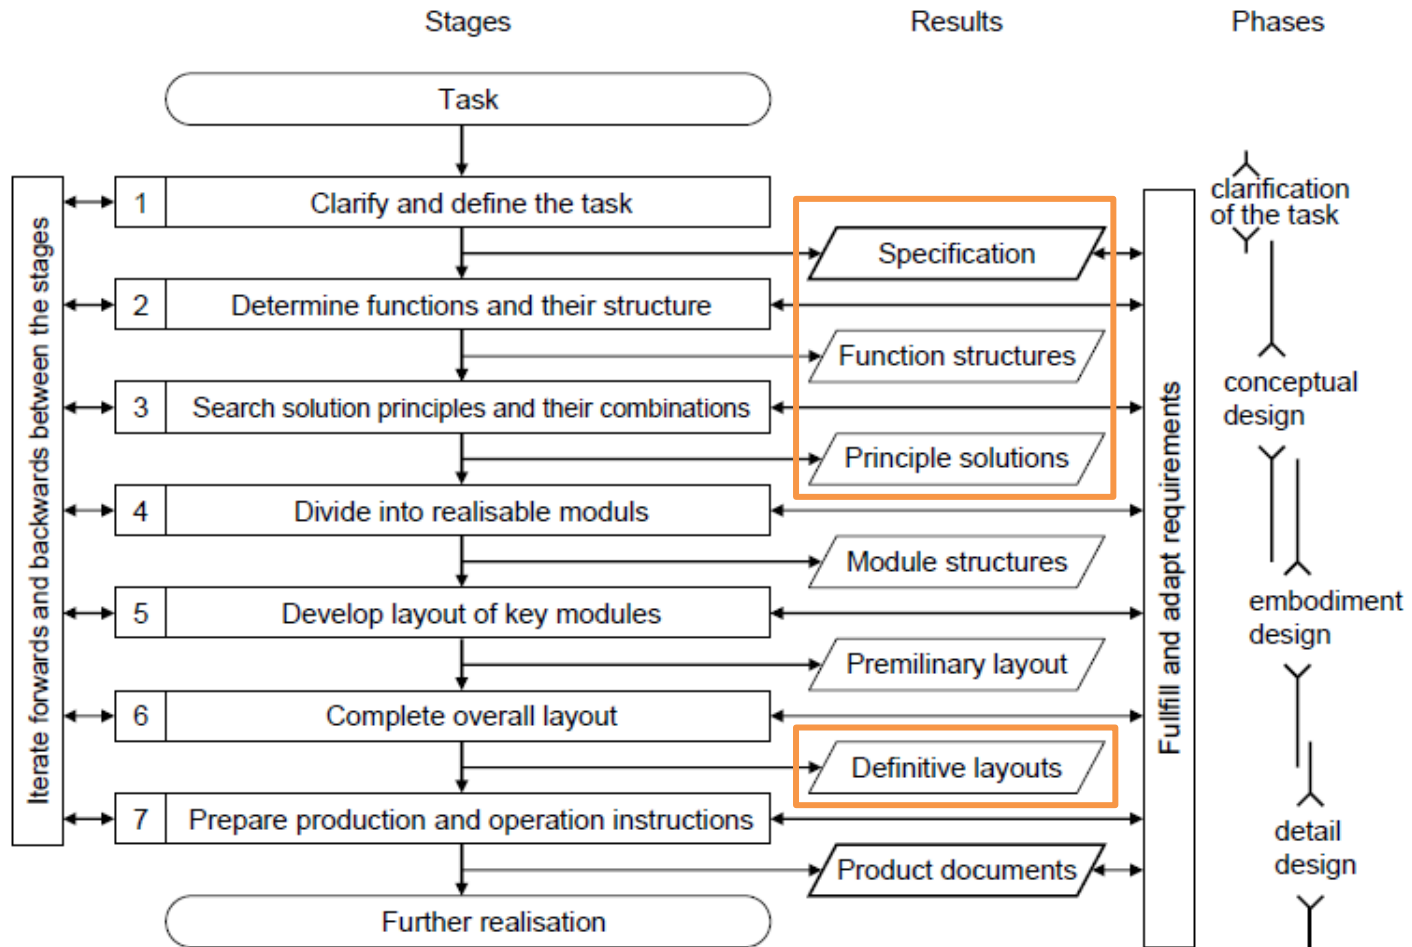 Stages
Results
Phases
Task
Iterate forwards and backwards between the stages
1
Clarify and define the task
clarification
of the task
Specification
2
Determine functions and their structure
Function structures
3
Search solution principles and their combinations
conceptual
design
Principle solutions
4
Divide into realisable moduls
Module structures
5
Develop layout of key modules
embodiment
design
Premilinary layout
6
Complete overall layout
Definitive layouts
7
Prepare production and operation instructions
detail
design
Product documents
Further realisation
Fullfill and adapt requirements